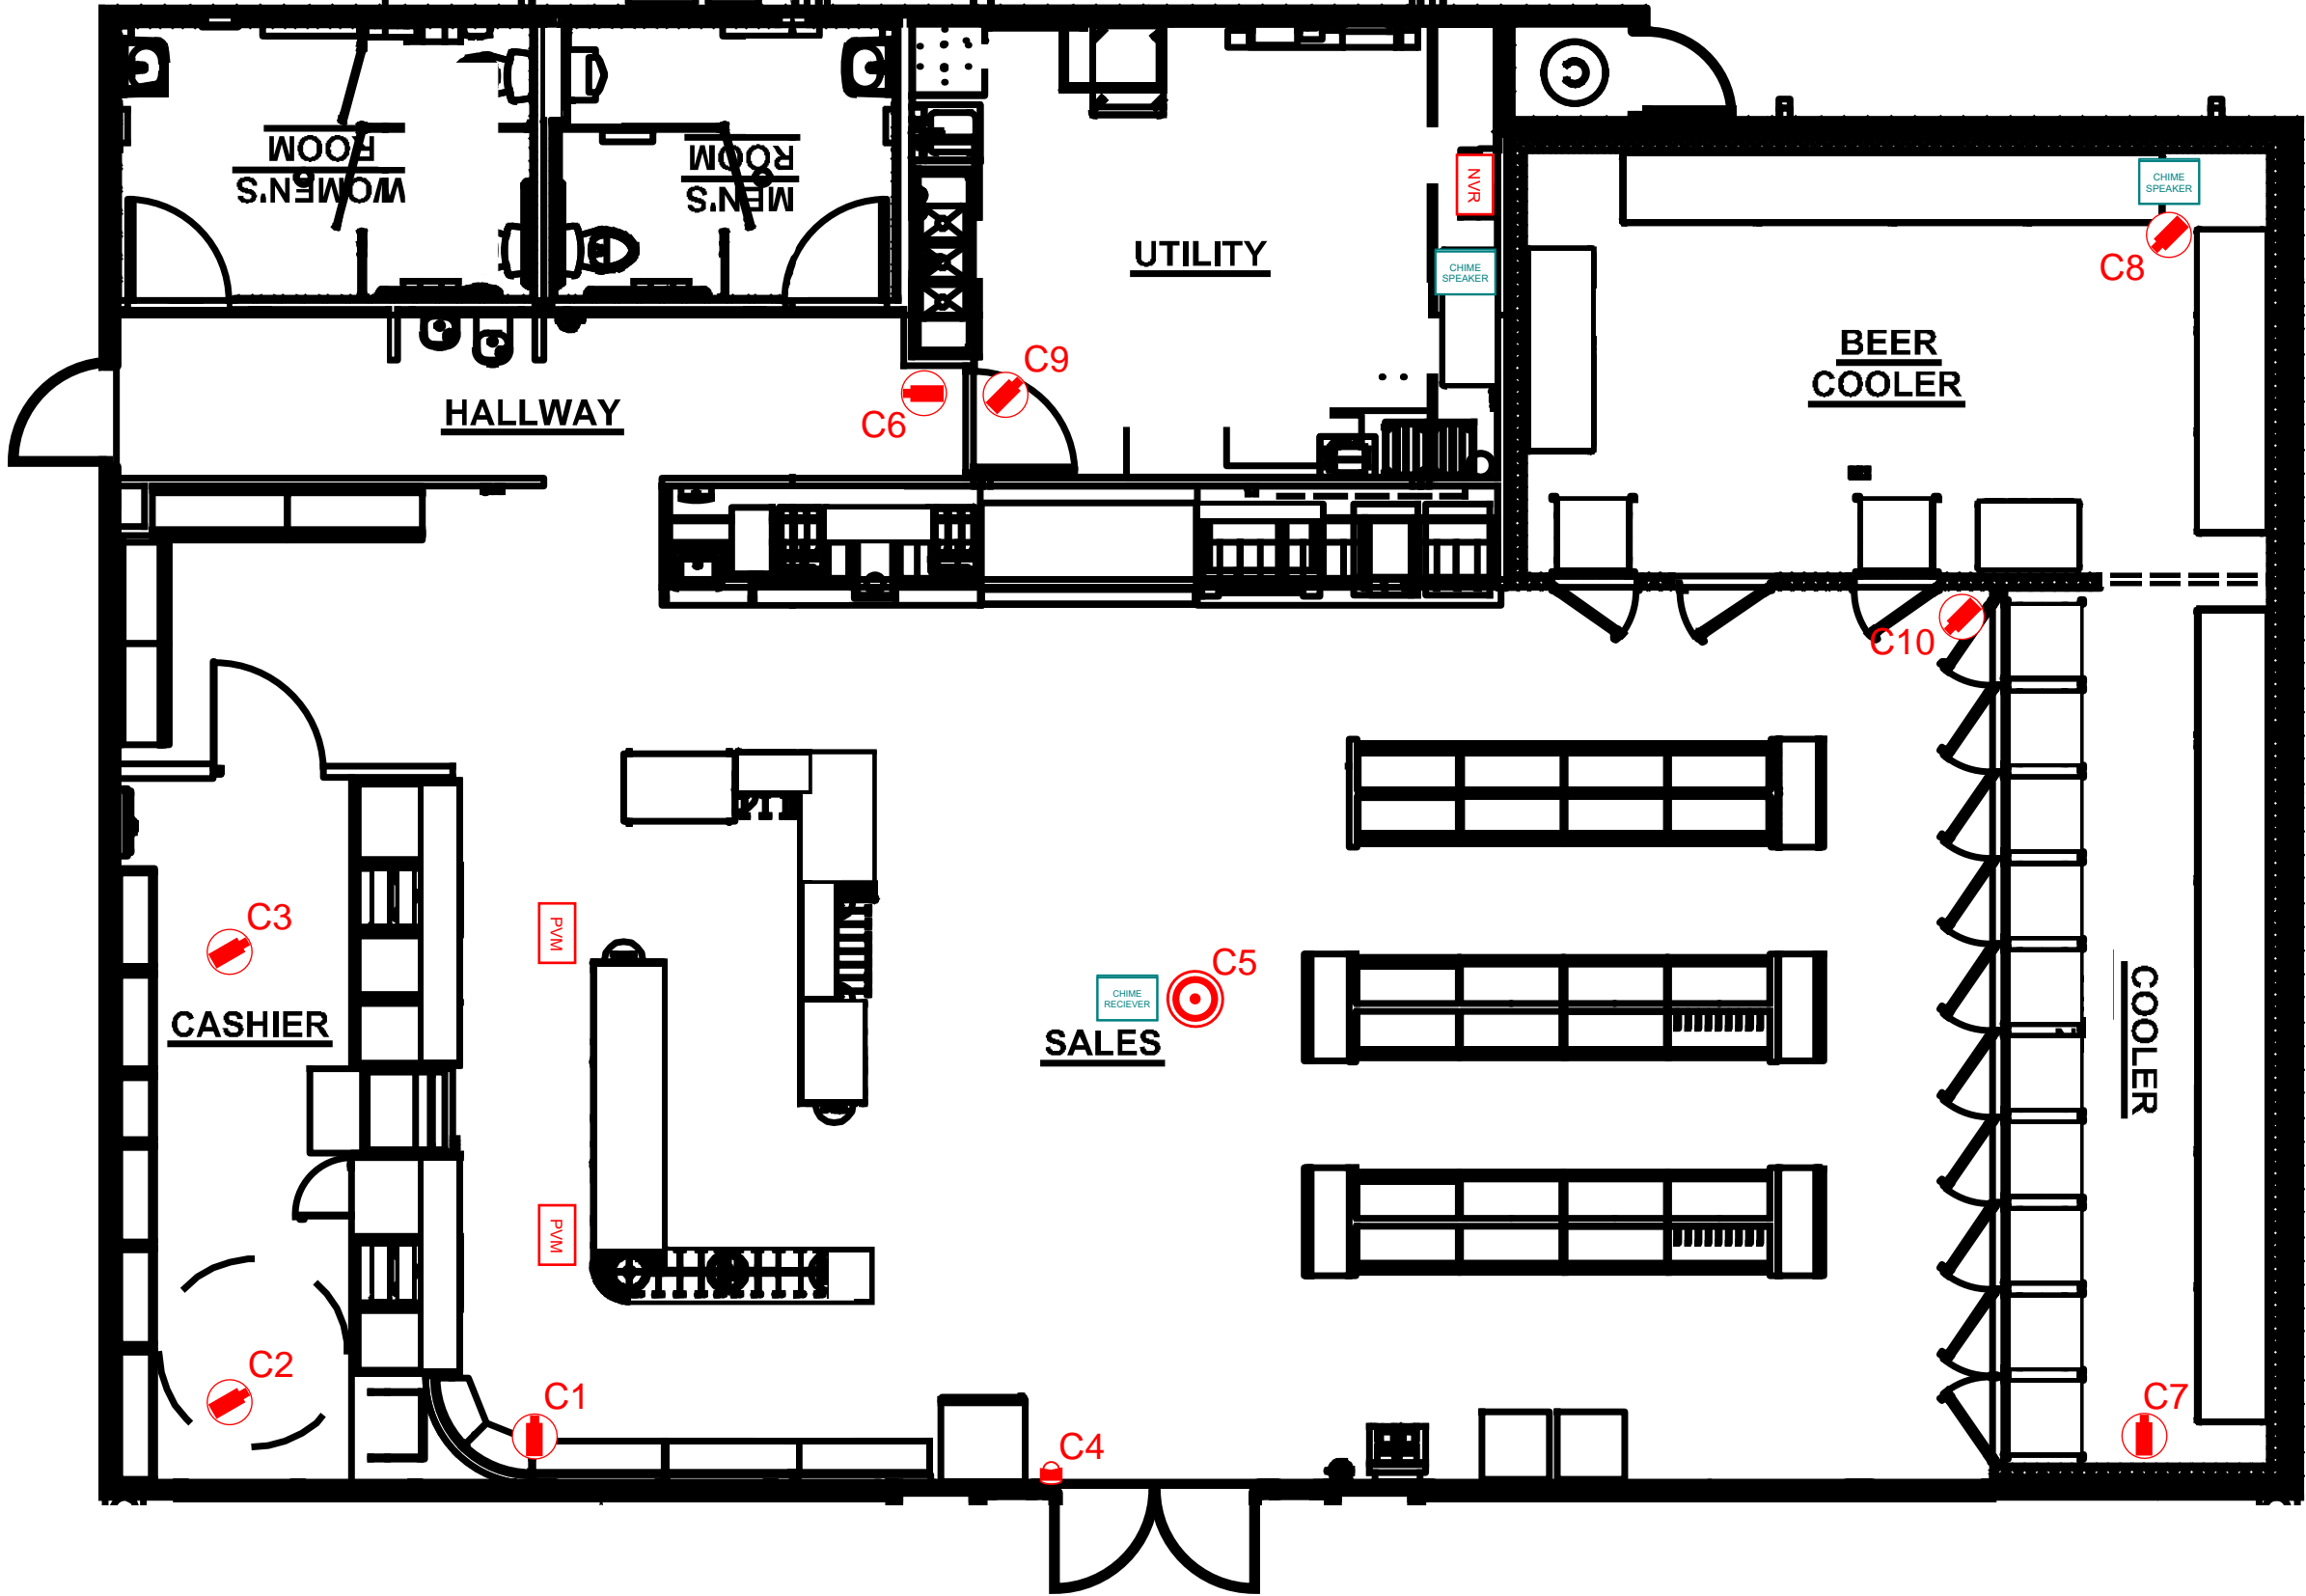 WOMEN'S
ROOM
MEN'S
ROOM
NVR
CHIME
SPEAKER
UTILITY
CHIME
SPEAKER
C8
BEER
COOLER
C9
HALLWAY
C6
C10
C3
PVM
C5
CHIME
RECIEVER
CASHIER
SALES
COOLER
PVM
C2
C1
C7
C4